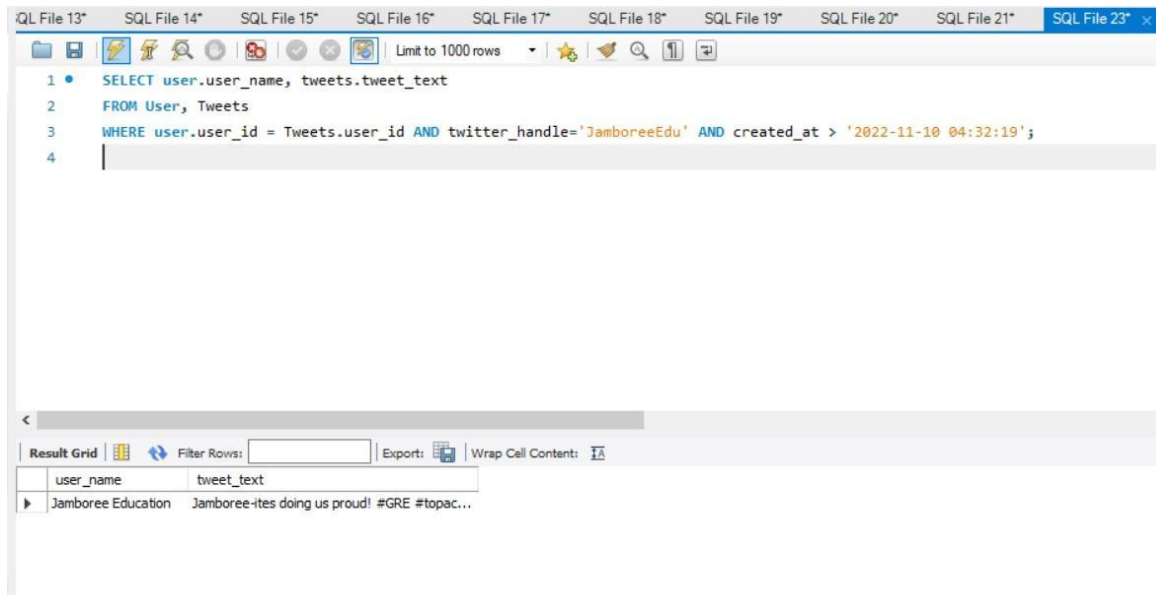 QL File 13* SQL File 14* SQL File 15* SQL File 16* SQL File 17* SQL File 18* SQL File 19* SQL File 20* SQL File 21* SQL File 23*
Limit to 1000 rows
1 SELECT user.user_name, tweets.tweet_text
2 FROM User, Tweets
3 WHERE user.user_id = Tweets.user_id AND twitter_handle='JamboreeEdu' AND created_at > '2022-11-10 04:32:19';
4
Result Grid Filter Rows: Export: Wrap Cell Content: IA
user_name tweet_text
Jamboree Education Jamboree-ites doing us proud! #GRE #topac...